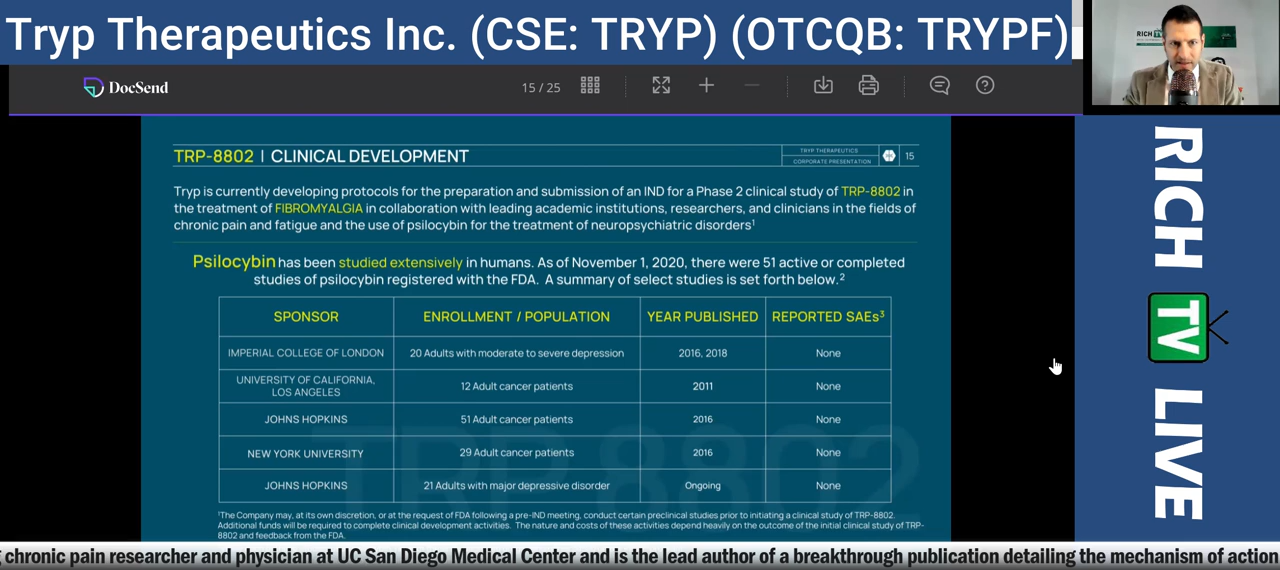 Tryp Therapeutics Inc. (CSE: TRYP) (OTCQB: TRYPF)
RICH TV
DocSend
15 / 25
TRP-8802 | CLINICAL DEVELOPMENT
TRYP THERAPEUTICS
CORPORATE PRESENTATION
15
Tryp is currently developing protocols for the preparation and submission of an IND for a Phase 2 clinical study of TRP-8802 in
the treatment of FIBROMYALGIA in collaboration with leading academic institutions, researchers, and clinicians in the fields of
chronic pain and fatigue and the use of psilocybin for the treatment of neuropsychiatric disorders¹
Psilocybin has been studied extensively in humans. As of November 1, 2020, there were 51 active or completed
studies of psilocybin registered with the FDA. A summary of select studies is set forth below.²
SPONSOR ENROLLMENT / POPULATION YEAR PUBLISHED REPORTED SAEs³
IMPERIAL COLLEGE OF LONDON 20 Adults with moderate to severe depression 2016, 2018 None
UNIVERSITY OF CALIFORNIA,
LOS ANGELES 12 Adult cancer patients 2011 None
JOHNS HOPKINS 51 Adult cancer patients 2016 None
NEW YORK UNIVERSITY 29 Adult cancer patients 2016 None
JOHNS HOPKINS 21 Adults with major depressive disorder Ongoing None
TRP 8802
¹The Company may, at its own discretion, or at the request of FDA following a pre-IND meeting, conduct certain preclinical studies prior to initiating a clinical study of TRP-8802.
Additional funds will be required to complete clinical development activities. The nature and costs of these activities depend heavily on the outcome of the initial clinical study of TRP-
8802 and feedback from the FDA.
RICH TV LIVE
chronic pain researcher and physician at UC San Diego Medical Center and is the lead author of a breakthrough publication detailing the mechanism of action